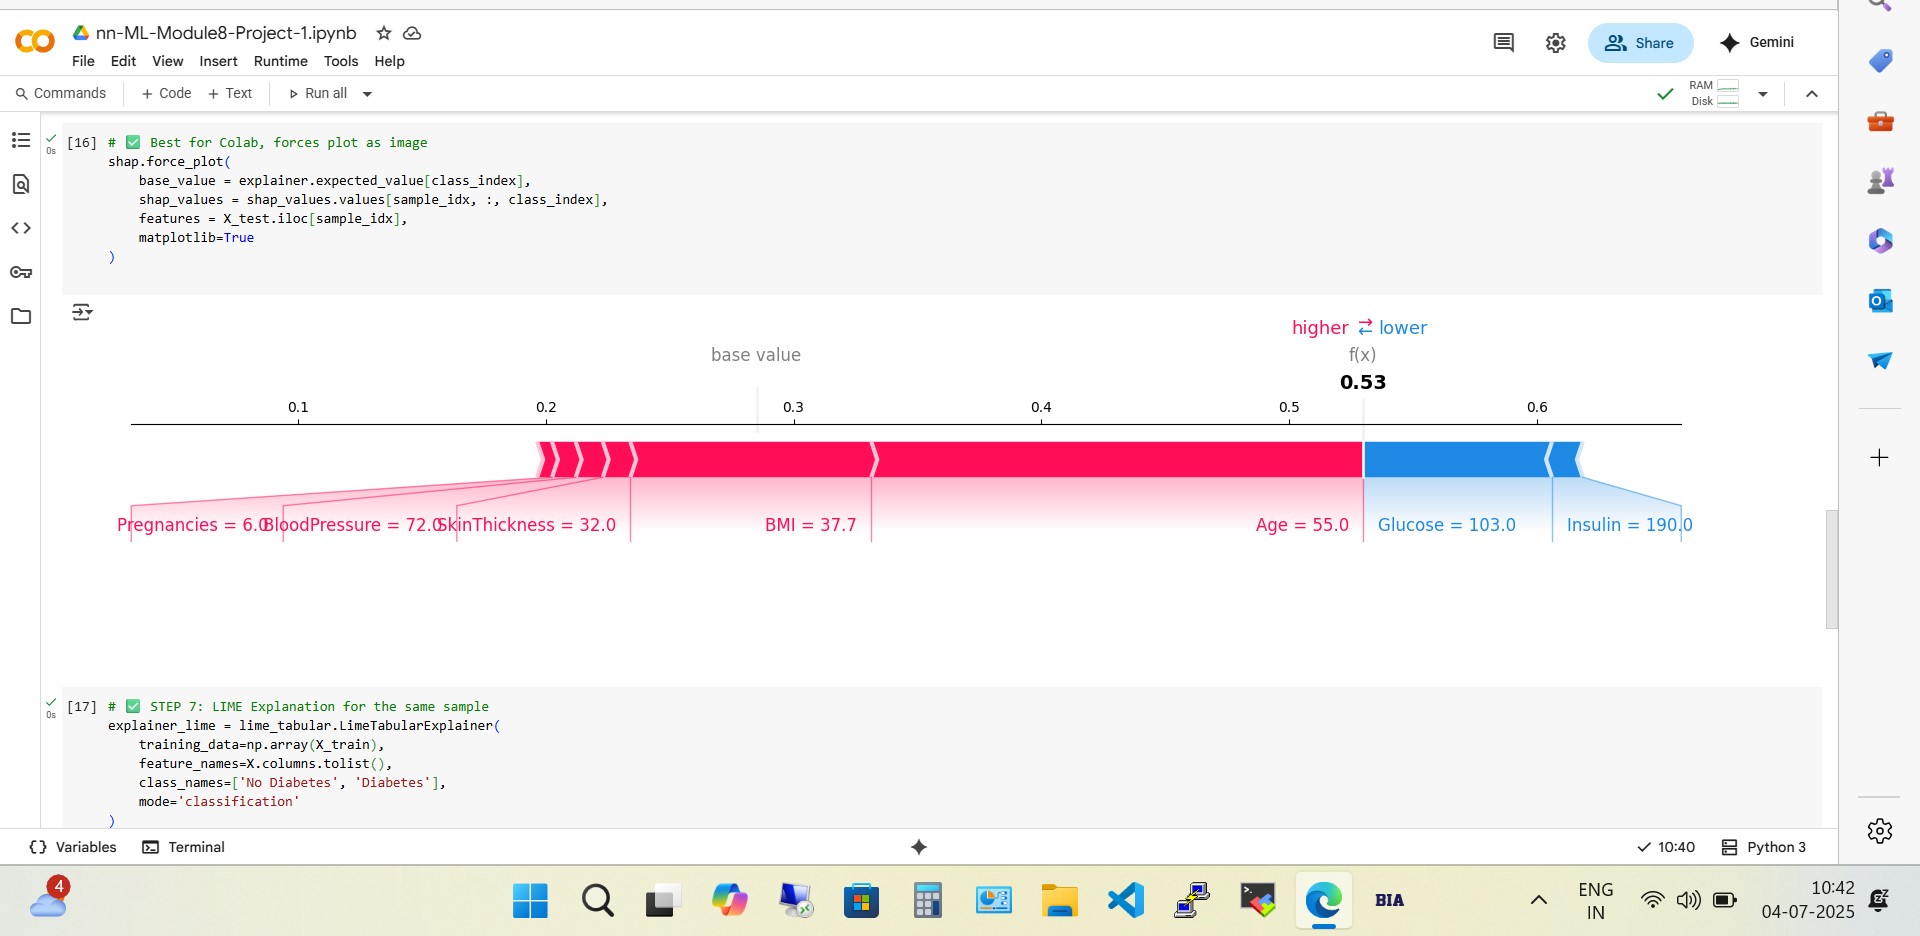 nn-ML-Module8-Project-1.ipynb
File Edit View Insert Runtime Tools Help
Share
Gemini
Commands + Code + Text Run all
RAM
Disk
[16] # ✅ Best for Colab, forces plot as image
0s
shap.force_plot(
base_value = explainer.expected_value[class_index],
shap_values = shap_values.values[sample_idx, :, class_index],
features = X_test.iloc[sample_idx],
matplotlib=True
)
higher ⇄ lower
base value f(x)
0.53
0.1 0.2 0.3 0.4 0.5 0.6
Pregnancies = 6.0 BloodPressure = 72.0 SkinThickness = 32.0 BMI = 37.7 Age = 55.0 Glucose = 103.0 Insulin = 190.0
[17] # ✅ STEP 7: LIME Explanation for the same sample
0s
explainer_lime = lime_tabular.LimeTabularExplainer(
training_data=np.array(X_train),
feature_names=X.columns.tolist(),
class_names=['No Diabetes', 'Diabetes'],
mode='classification'
)
{} Variables Terminal 10:40 Python 3
4
BIA
ENG
IN
10:42
04-07-2025